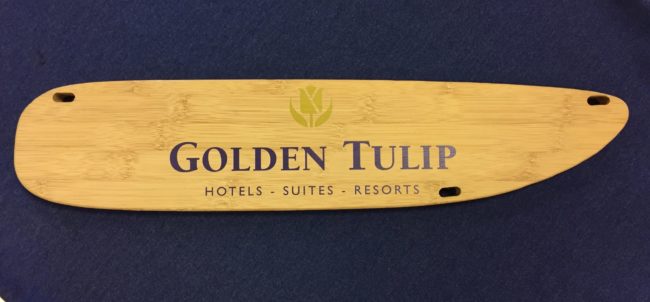 GOLDEN TULIP
HOTELS - SUITES - RESORTS